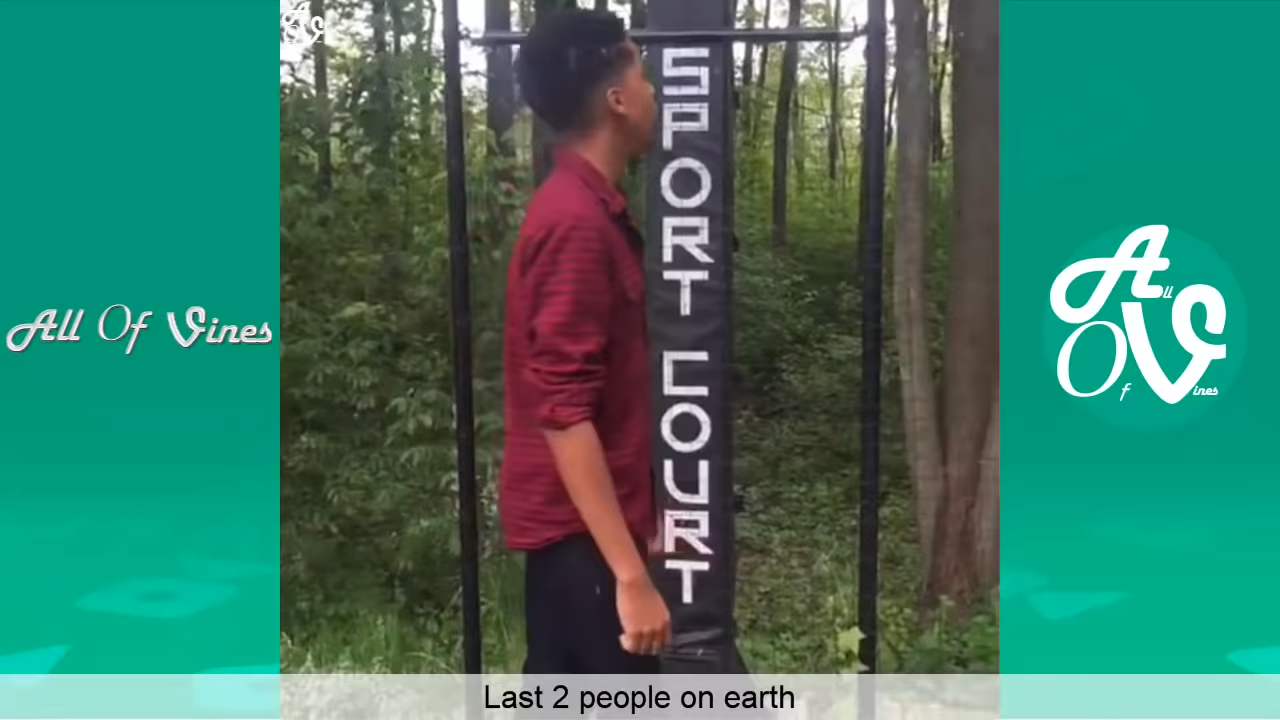 All Of Vines
SPORT COURT
All
Of
Vines
Last 2 people on earth